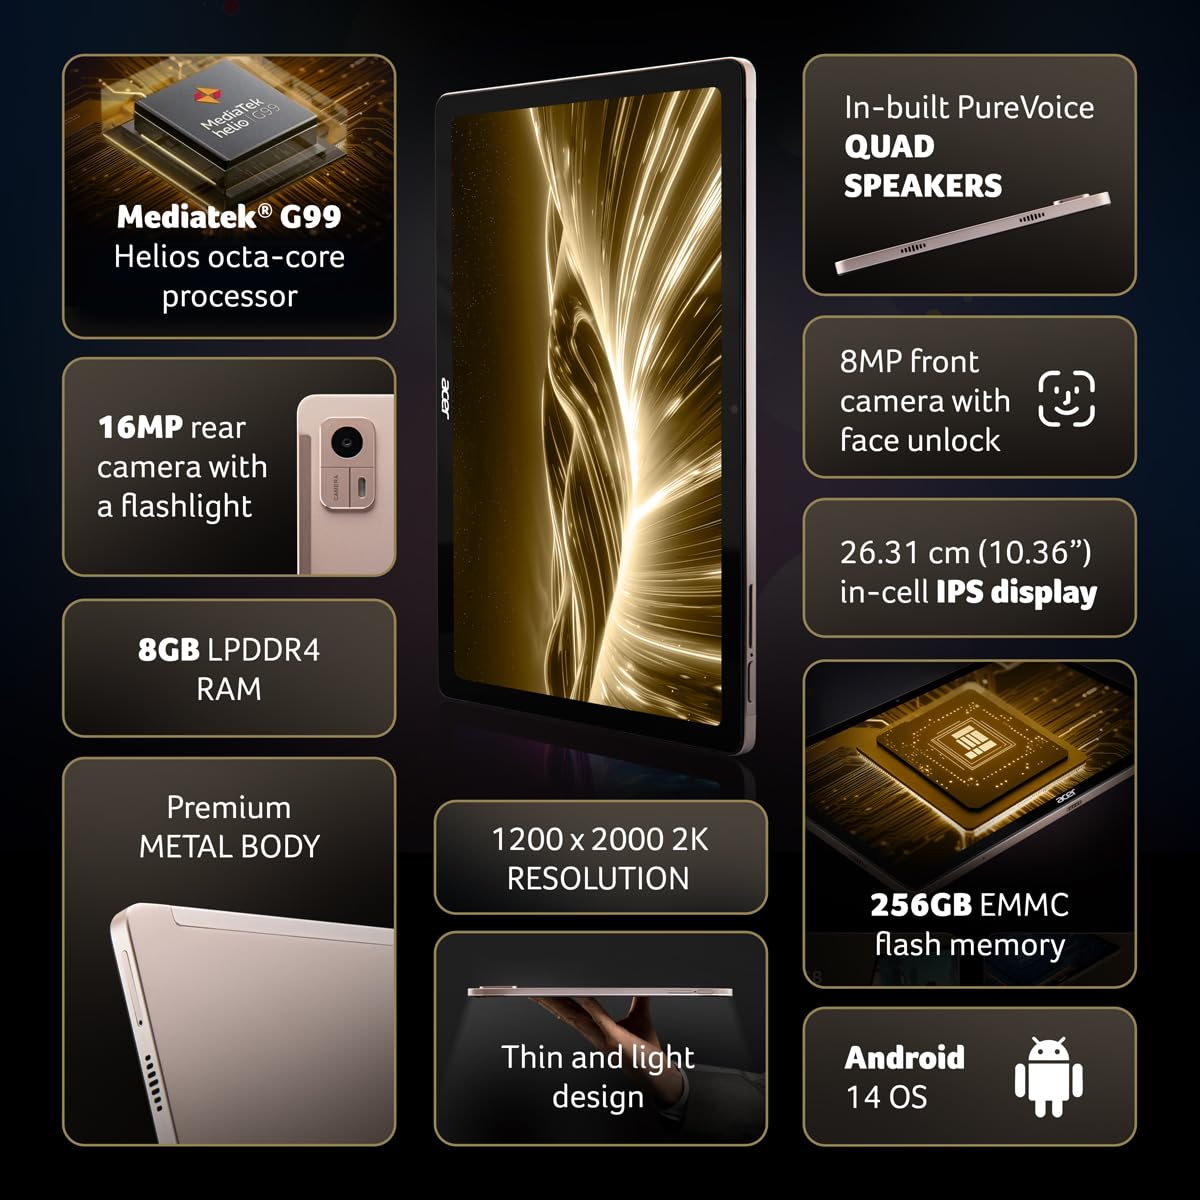 MediaTek
helio G99
Mediatek® G99
Helios octa-core
processor
16MP rear
camera with
a flashlight
CAMERA
8GB LPDDR4
RAM
Premium
METAL BODY
acer
1200 x 2000 2K
RESOLUTION
Thin and light
design
In-built PureVoice
QUAD
SPEAKERS
8MP front
camera with
face unlock
26.31 cm (10.36”)
in-cell IPS display
acer
256GB EMMC
flash memory
Android
14 OS